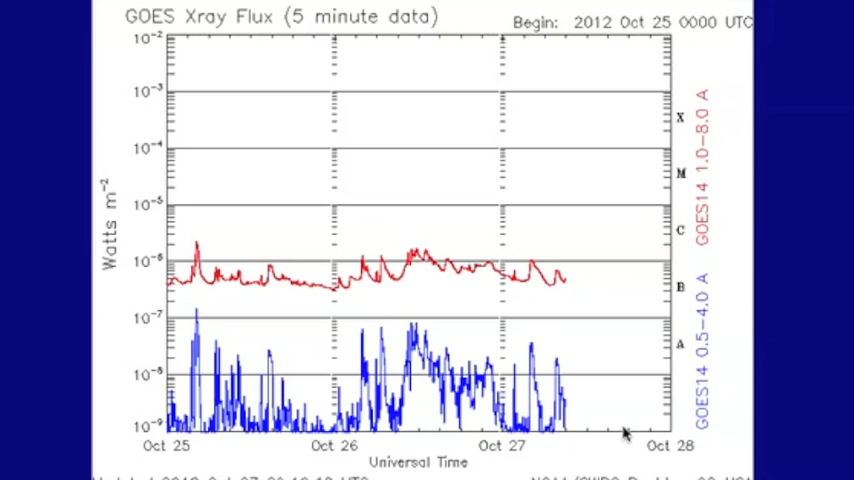 GOES Xray Flux (5 minute data)
Begin: 2012 Oct 25 0000 UTC
10-2
10-3
10-4
10-5
10-6
10-7
10-8
10-9
Watts m-2
X
M
C
B
A
GOES14 1.0-8.0 A
GOES14 0.5-4.0 A
Oct 25
Oct 26
Oct 27
Oct 28
Universal Time